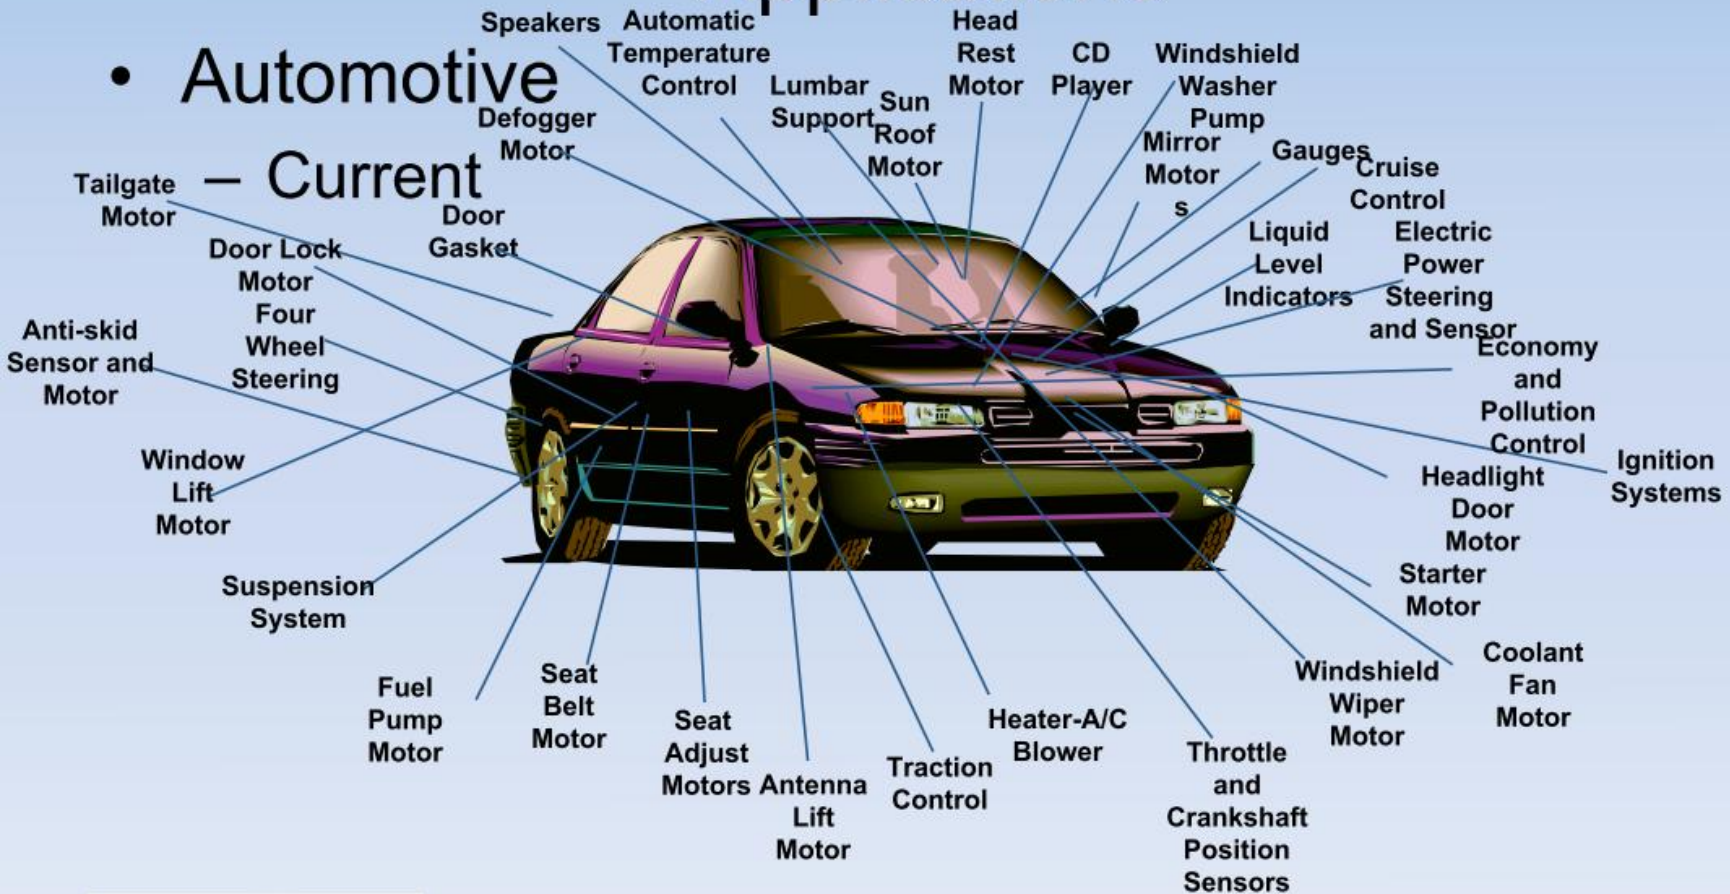 • Automotive
– Current
Speakers
Automatic
Temperature
Control
Lumbar
Support
Sun
Roof
Motor
Head
Rest
Motor
CD
Player
Windshield
Washer
Pump
Mirror
Motor
s
Gauges
Cruise
Control
Liquid
Level
Indicators
Electric
Power
Steering
and Sensor
Economy
and
Pollution
Control
Ignition
Systems
Headlight
Door
Motor
Starter
Motor
Coolant
Fan
Motor
Windshield
Wiper
Motor
Throttle
and
Crankshaft
Position
Sensors
Heater-A/C
Blower
Traction
Control
Antenna
Lift
Motor
Seat
Adjust
Motors
Seat
Belt
Motor
Fuel
Pump
Motor
Suspension
System
Window
Lift
Motor
Anti-skid
Sensor and
Motor
Four
Wheel
Steering
Door Lock
Motor
Tailgate
Motor
Door
Gasket
Defogger
Motor